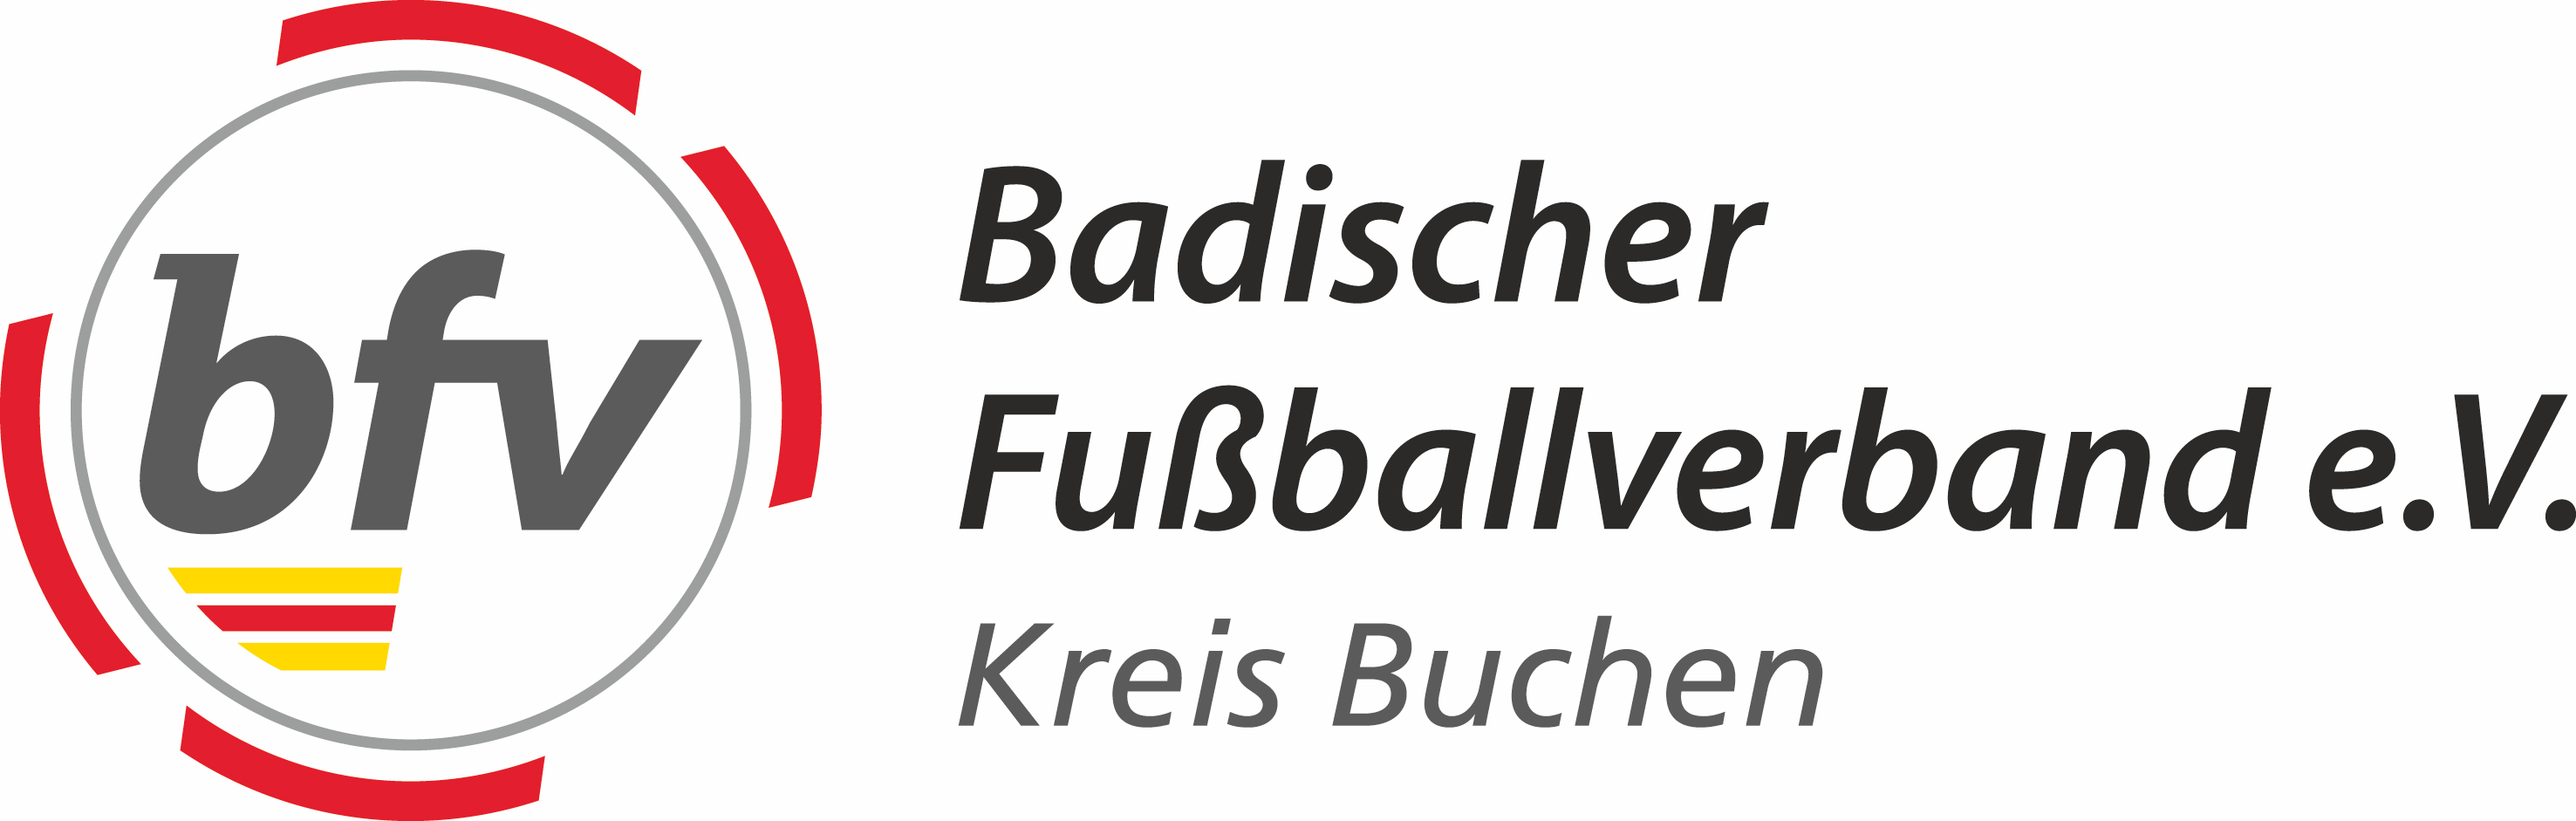 bfv
Badischer
Fußballverband e.V.
Kreis Buchen